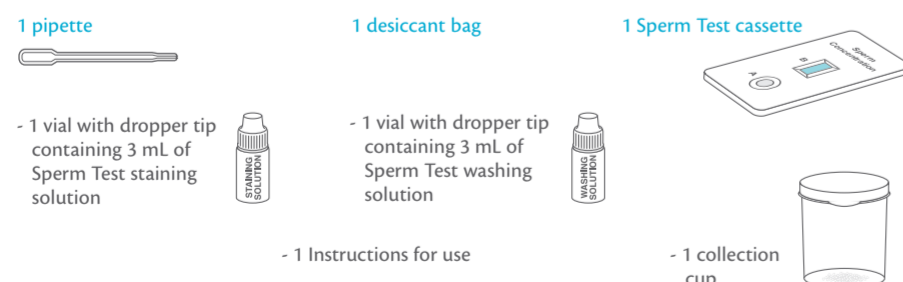 1 pipette
1 desiccant bag
1 Sperm Test cassette
Sperm
Concentration
B
A
- 1 vial with dropper tip
containing 3 mL of
Sperm Test staining
solution
STAINING
SOLUTION
- 1 vial with dropper tip
containing 3 mL of
Sperm Test washing
solution
WASHING
SOLUTION
- 1 Instructions for use
- 1 collection
cup